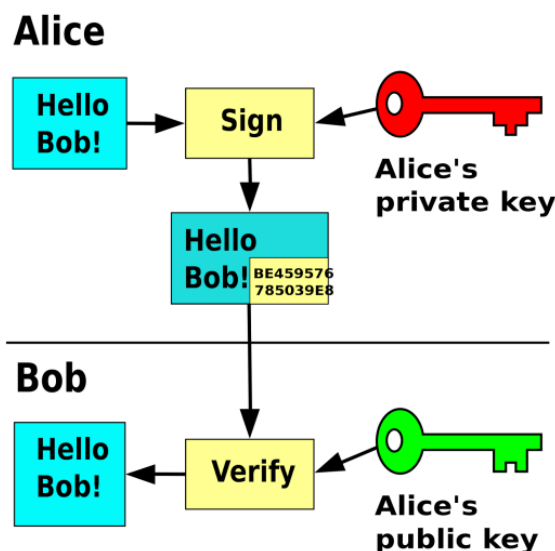 Alice
Hello
Bob!
Sign
Alice's
private key
Hello
Bob!
BE459576
785039E8
Bob
Hello
Bob!
Verify
Alice's
public key